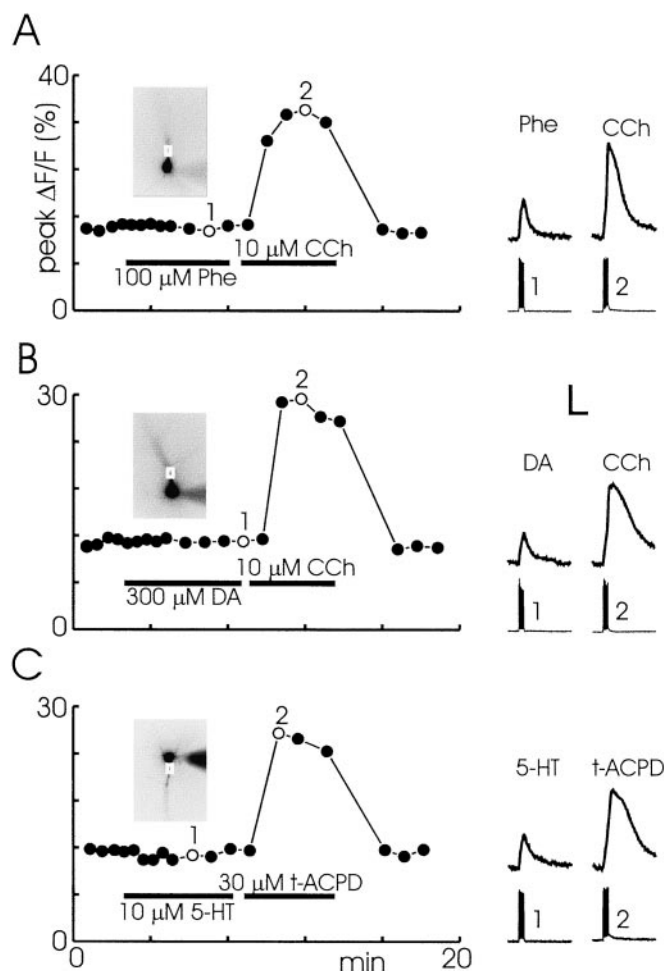 A
40
peak ΔF/F (%)
0
1
2
100 μM Phe
10 μM CCh
Phe
CCh
1
2
B
30
0
1
2
300 μM DA
10 μM CCh
DA
CCh
1
2
C
30
0
1
2
10 μM 5-HT
30 μM t-ACPD
min
20
5-HT
t-ACPD
1
2